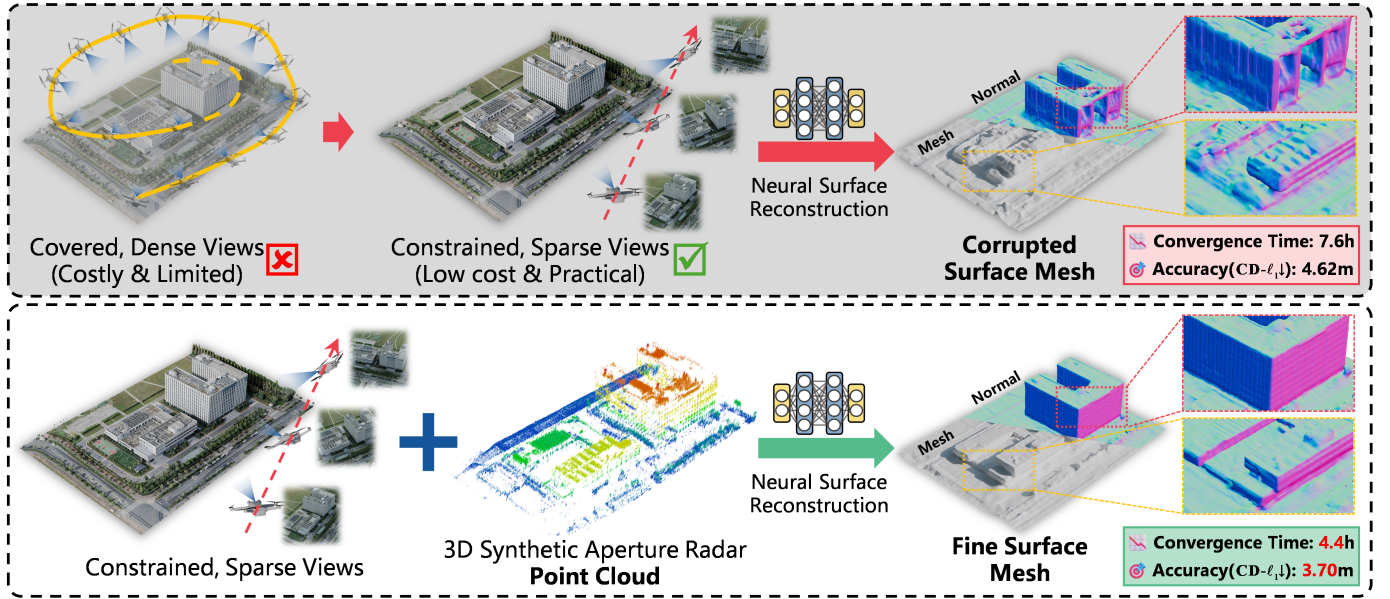 Covered, Dense Views
(Costly & Limited)
Constrained, Sparse Views
(Low cost & Practical)
Neural Surface
Reconstruction
Normal
Mesh
Corrupted
Surface Mesh
Convergence Time: 7.6h
Accuracy(CD-ℓ₁↓): 4.62m
Constrained, Sparse Views
3D Synthetic Aperture Radar
Point Cloud
Neural Surface
Reconstruction
Normal
Mesh
Fine Surface
Mesh
Convergence Time: 4.4h
Accuracy(CD-ℓ₁↓): 3.70m